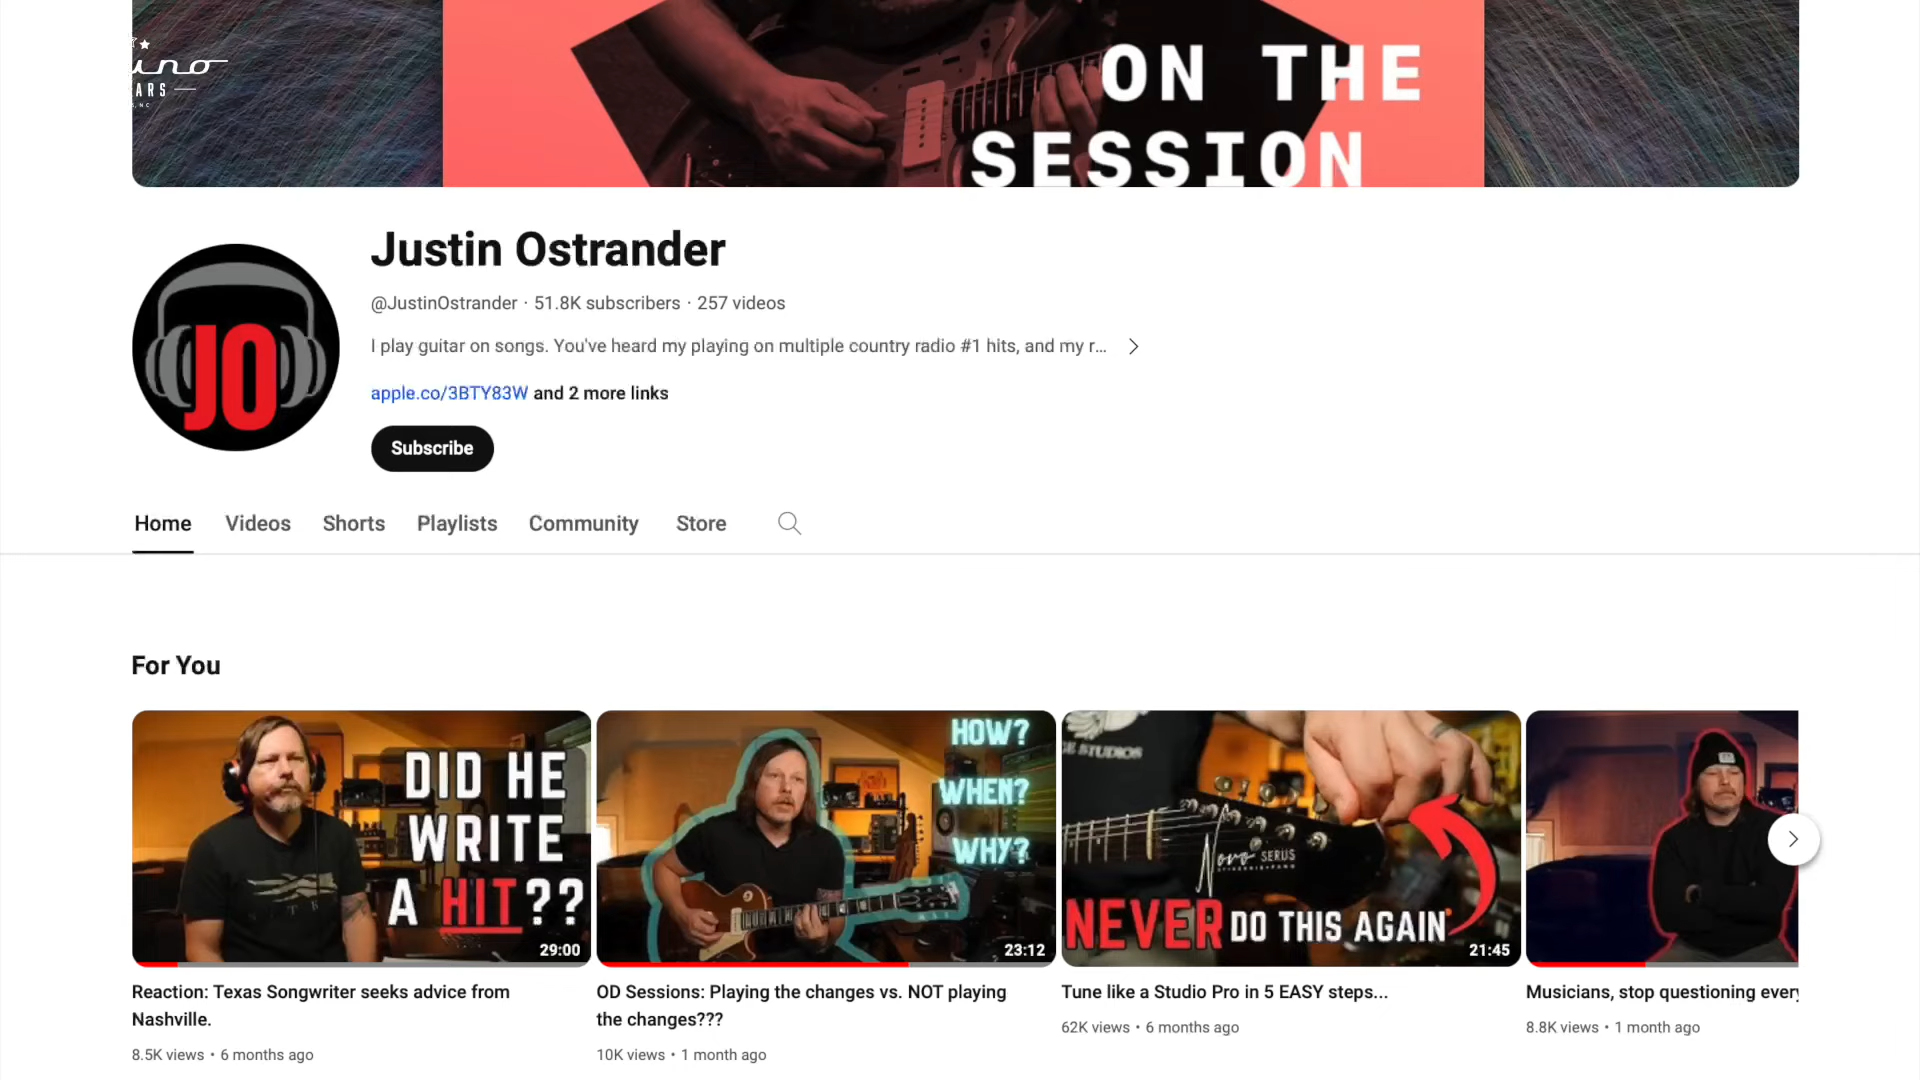 ON THE
SESSION
Justin Ostrander
@JustinOstrander · 51.8K subscribers · 257 videos
I play guitar on songs. You've heard my playing on multiple country radio #1 hits, and my r...
apple.co/3BTY83W and 2 more links
JO
Subscribe
Home Videos Shorts Playlists Community Store
For You
DID HE
WRITE
A HIT??
29:00
HOW?
WHEN?
WHY?
23:12
GE STUDIOS
Novo SERUS
NEVER DO THIS AGAIN
21:45
Reaction: Texas Songwriter seeks advice from
Nashville.
8.5K views • 6 months ago
OD Sessions: Playing the changes vs. NOT playing
the changes???
10K views • 1 month ago
Tune like a Studio Pro in 5 EASY steps...
62K views • 6 months ago
Musicians, stop questioning every
8.8K views • 1 month ago